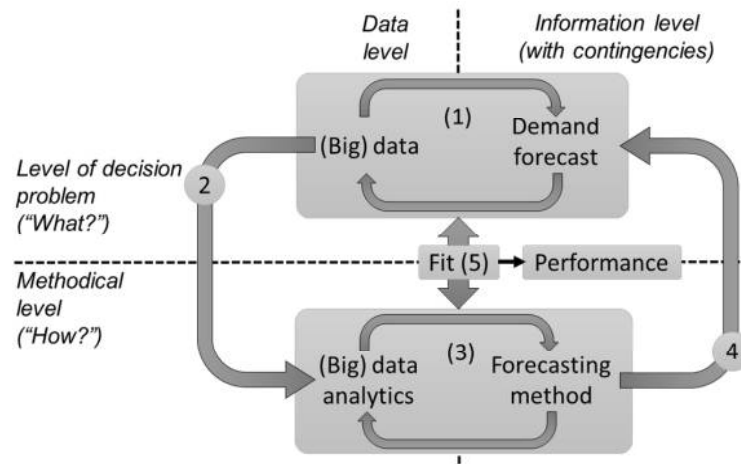 Data
level
Information level
(with contingencies)
(1)
(Big) data
Demand
forecast
Level of decision
problem
(“What?”)
2
Fit (5)
Performance
Methodical
level
(“How?”)
(3)
(Big) data
analytics
Forecasting
method
4